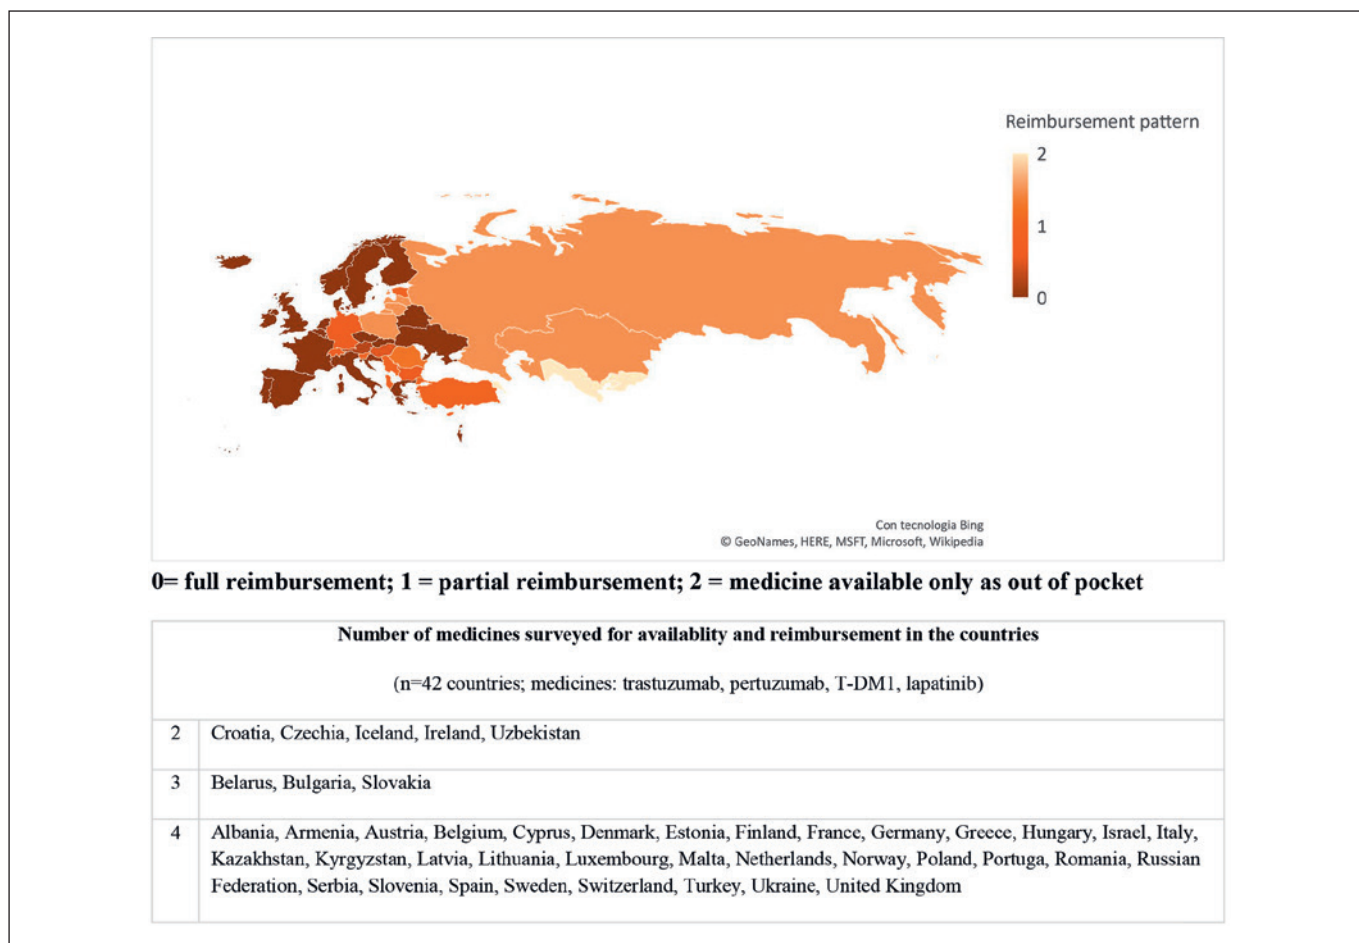 Reimbursement pattern
2
1
0
Con tecnologia Bing
© GeoNames, HERE, MSFT, Microsoft, Wikipedia
0= full reimbursement; 1 = partial reimbursement; 2 = medicine available only as out of pocket
Number of medicines surveyed for availablity and reimbursement in the countries
(n=42 countries; medicines: trastuzumab, pertuzumab, T-DM1, lapatinib)
2 Croatia, Czechia, Iceland, Ireland, Uzbekistan
3 Belarus, Bulgaria, Slovakia
4 Albania, Armenia, Austria, Belgium, Cyprus, Denmark, Estonia, Finland, France, Germany, Greece, Hungary, Israel, Italy,
Kazakhstan, Kyrgyzstan, Latvia, Lithuania, Luxembourg, Malta, Netherlands, Norway, Poland, Portuga, Romania, Russian
Federation, Serbia, Slovenia, Spain, Sweden, Switzerland, Turkey, Ukraine, United Kingdom